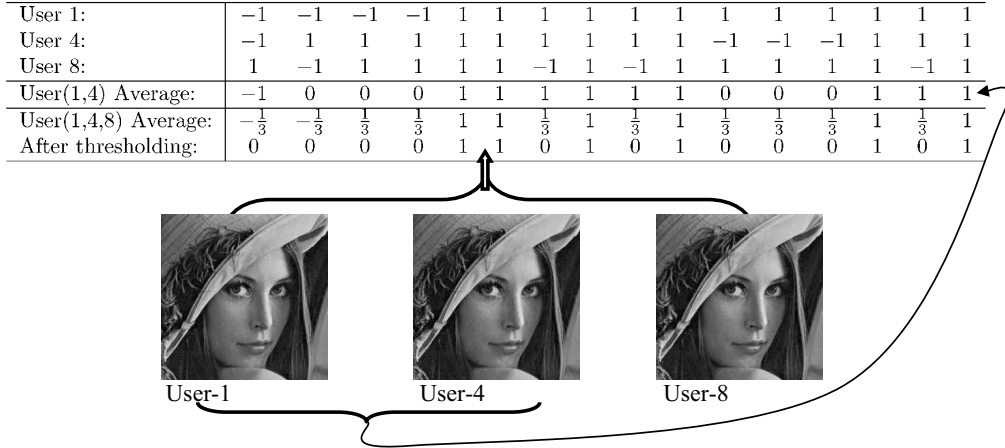 User 1: −1 −1 −1 −1 1 1 1 1 1 1 1 1 1 1 1 1
User 4: −1 1 1 1 1 1 1 1 1 1 −1 −1 −1 1 1 1
User 8: 1 −1 1 1 1 1 −1 1 −1 1 1 1 1 1 −1 1
User(1,4) Average: −1 0 0 0 1 1 1 1 1 1 0 0 0 1 1 1
User(1,4,8) Average: −1/3 −1/3 1/3 1/3 1 1 1/3 1 1/3 1 1/3 1/3 1/3 1 1/3 1
After thresholding: 0 0 0 0 1 1 0 1 0 1 0 0 0 1 0 1
User-1 User-4 User-8